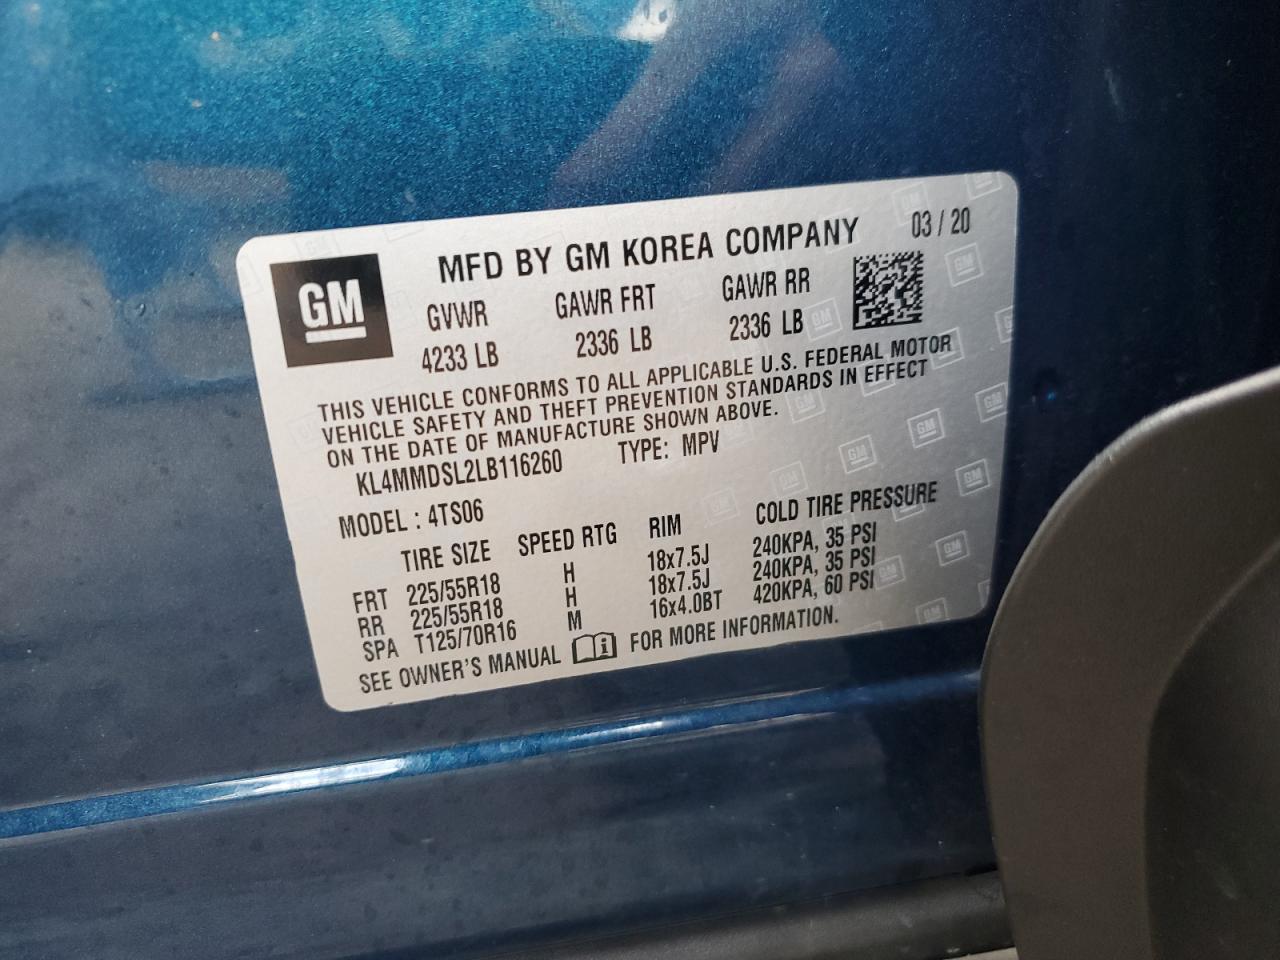 GM
MFD BY GM KOREA COMPANY 03 / 20
GVWR GAWR FRT GAWR RR
4233 LB 2336 LB 2336 LB
THIS VEHICLE CONFORMS TO ALL APPLICABLE U.S. FEDERAL MOTOR
VEHICLE SAFETY AND THEFT PREVENTION STANDARDS IN EFFECT
ON THE DATE OF MANUFACTURE SHOWN ABOVE.
KL4MMDSL2LB116260 TYPE: MPV
MODEL : 4TS06
TIRE SIZE SPEED RTG RIM COLD TIRE PRESSURE
FRT 225/55R18 H 18x7.5J 240KPA, 35 PSI
RR 225/55R18 H 18x7.5J 240KPA, 35 PSI
SPA T125/70R16 M 16x4.0BT 420KPA, 60 PSI
SEE OWNER'S MANUAL i FOR MORE INFORMATION.